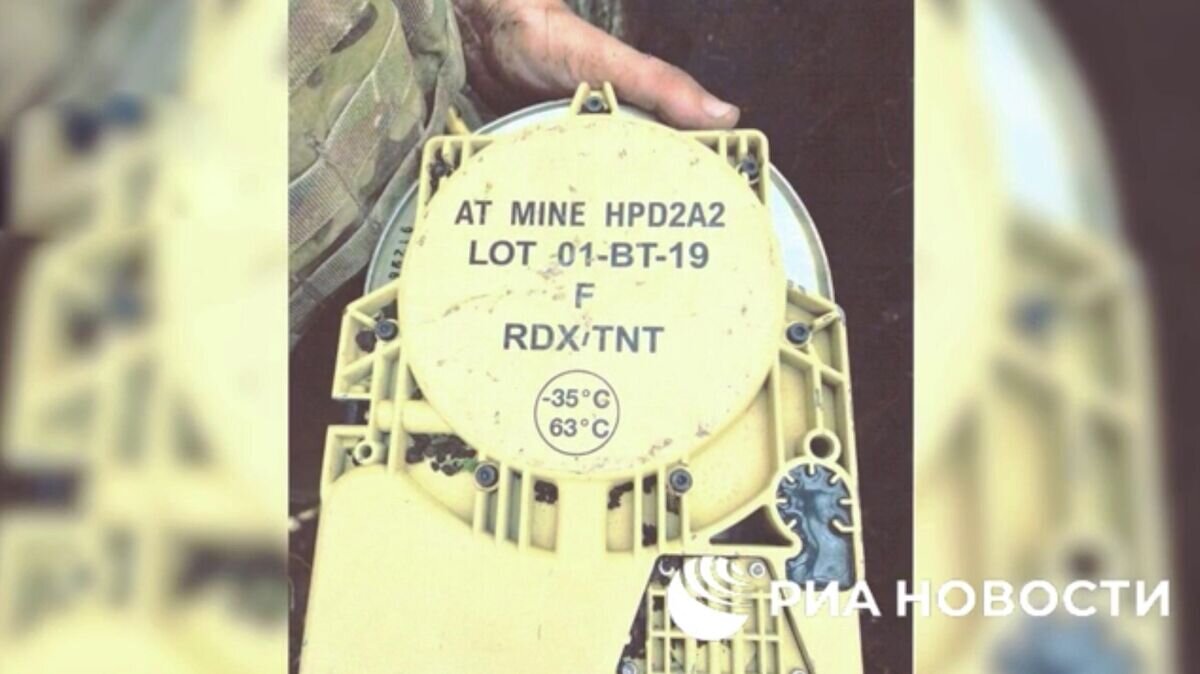 AT MINE HPD2A2
LOT 01-BT-19
F
RDX/TNT
-35°C
63°C
РИА НОВОСТИ